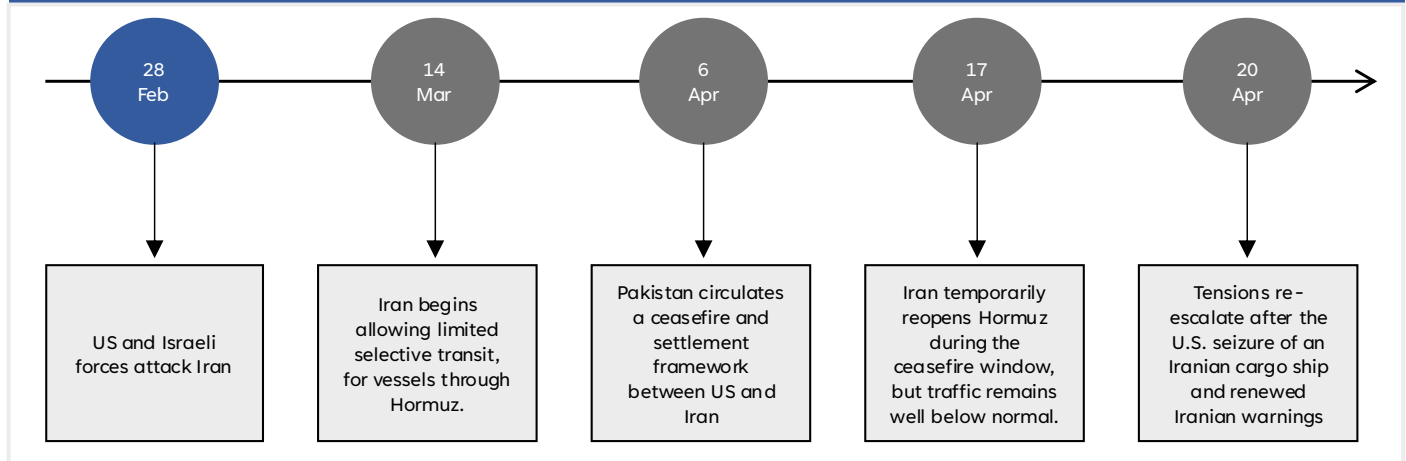 28
Feb
14
Mar
6
Apr
17
Apr
20
Apr
US and Israeli
forces attack Iran
Iran begins
allowing limited
selective transit,
for vessels through
Hormuz.
Pakistan circulates
a ceasefire and
settlement
framework
between US and
Iran
Iran temporarily
reopens Hormuz
during the
ceasefire window,
but traffic remains
well below normal.
Tensions re-
escalate after the
U.S. seizure of an
Iranian cargo ship
and renewed
Iranian warnings